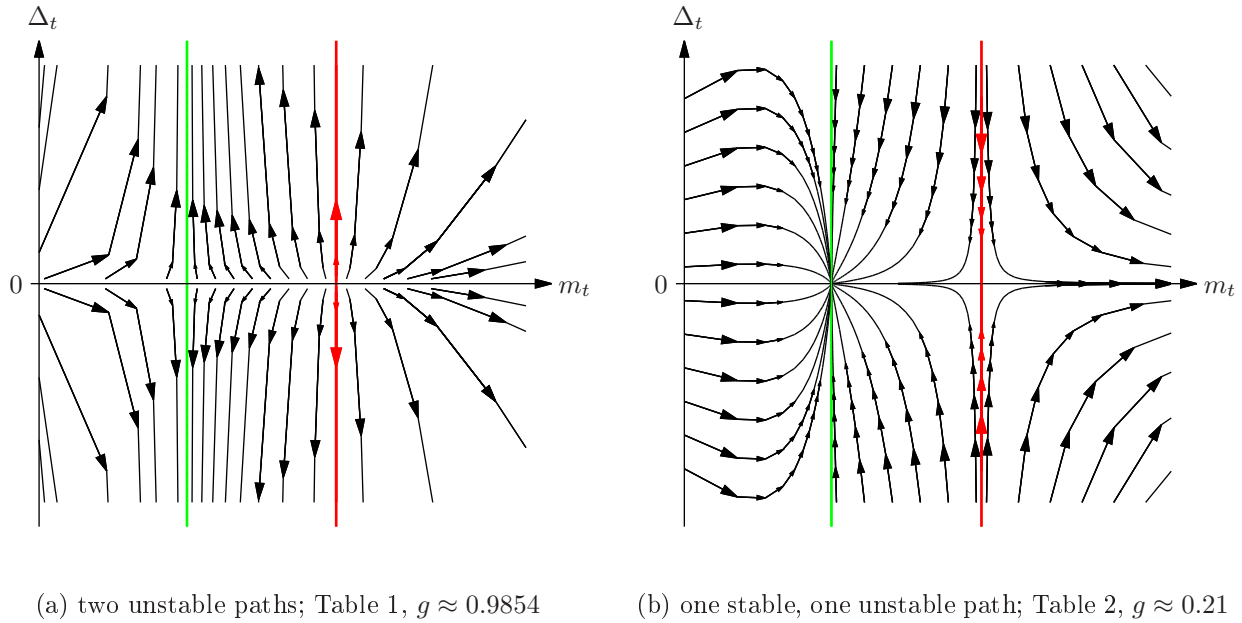 Δt
0
mt
(a) two unstable paths; Table 1, g ≈ 0.9854
Δt
0
mt
(b) one stable, one unstable path; Table 2, g ≈ 0.21